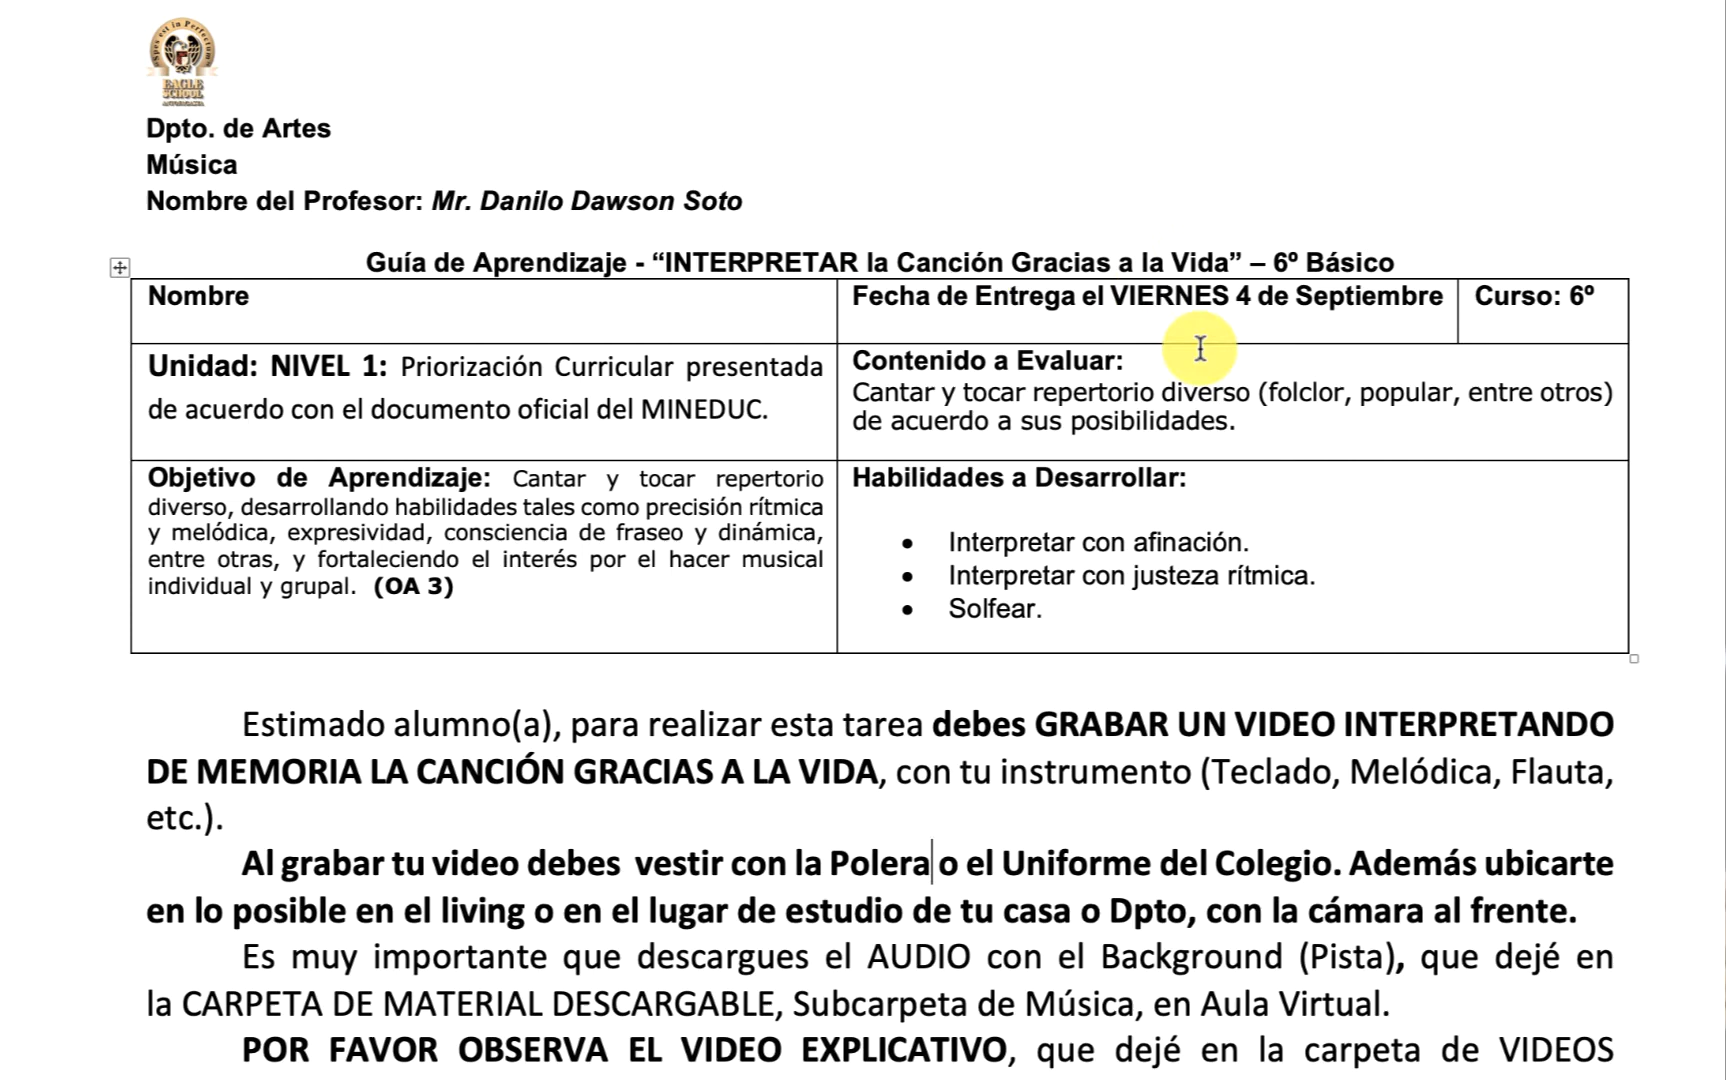 Spes est in Perfectums
EAGLE
SCHOOL
ANTOFAGASTA
Dpto. de Artes
Música
Nombre del Profesor: Mr. Danilo Dawson Soto
Guía de Aprendizaje - “INTERPRETAR la Canción Gracias a la Vida” – 6º Básico
Nombre
Fecha de Entrega el VIERNES 4 de Septiembre
Curso: 6º
Unidad: NIVEL 1: Priorización Curricular presentada
de acuerdo con el documento oficial del MINEDUC.
Contenido a Evaluar:
Cantar y tocar repertorio diverso (folclor, popular, entre otros)
de acuerdo a sus posibilidades.
Objetivo de Aprendizaje: Cantar y tocar repertorio
diverso, desarrollando habilidades tales como precisión rítmica
y melódica, expresividad, consciencia de fraseo y dinámica,
entre otras, y fortaleciendo el interés por el hacer musical
individual y grupal. (OA 3)
Habilidades a Desarrollar:
• Interpretar con afinación.
• Interpretar con justeza rítmica.
• Solfear.
Estimado alumno(a), para realizar esta tarea debes GRABAR UN VIDEO INTERPRETANDO
DE MEMORIA LA CANCIÓN GRACIAS A LA VIDA, con tu instrumento (Teclado, Melódica, Flauta,
etc.).
Al grabar tu video debes vestir con la Polera o el Uniforme del Colegio. Además ubicarte
en lo posible en el living o en el lugar de estudio de tu casa o Dpto, con la cámara al frente.
Es muy importante que descargues el AUDIO con el Background (Pista), que dejé en
la CARPETA DE MATERIAL DESCARGABLE, Subcarpeta de Música, en Aula Virtual.
POR FAVOR OBSERVA EL VIDEO EXPLICATIVO, que dejé en la carpeta de VIDEOS